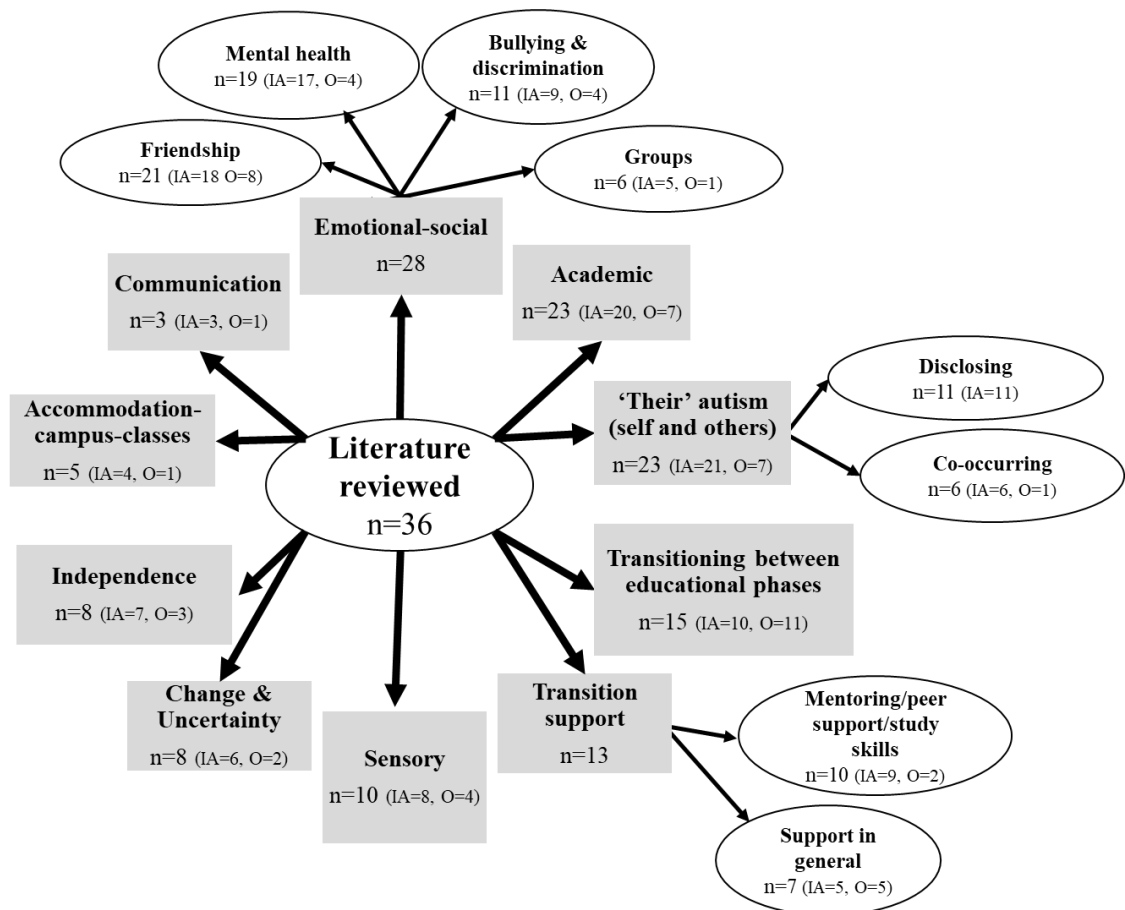 Mental health
n=19 (IA=17, O=4)
Bullying &
discrimination
n=11 (IA=9, O=4)
Friendship
n=21 (IA=18 O=8)
Groups
n=6 (IA=5, O=1)
Emotional-social
n=28
Communication
n=3 (IA=3, O=1)
Academic
n=23 (IA=20, O=7)
Accommodation-
campus-classes
n=5 (IA=4, O=1)
Literature
reviewed
n=36
‘Their’ autism
(self and others)
n=23 (IA=21, O=7)
Disclosing
n=11 (IA=11)
Co-occurring
n=6 (IA=6, O=1)
Independence
n=8 (IA=7, O=3)
Transitioning between
educational phases
n=15 (IA=10, O=11)
Change &
Uncertainty
n=8 (IA=6, O=2)
Sensory
n=10 (IA=8, O=4)
Transition
support
n=13
Mentoring/peer
support/study
skills
n=10 (IA=9, O=2)
Support in
general
n=7 (IA=5, O=5)